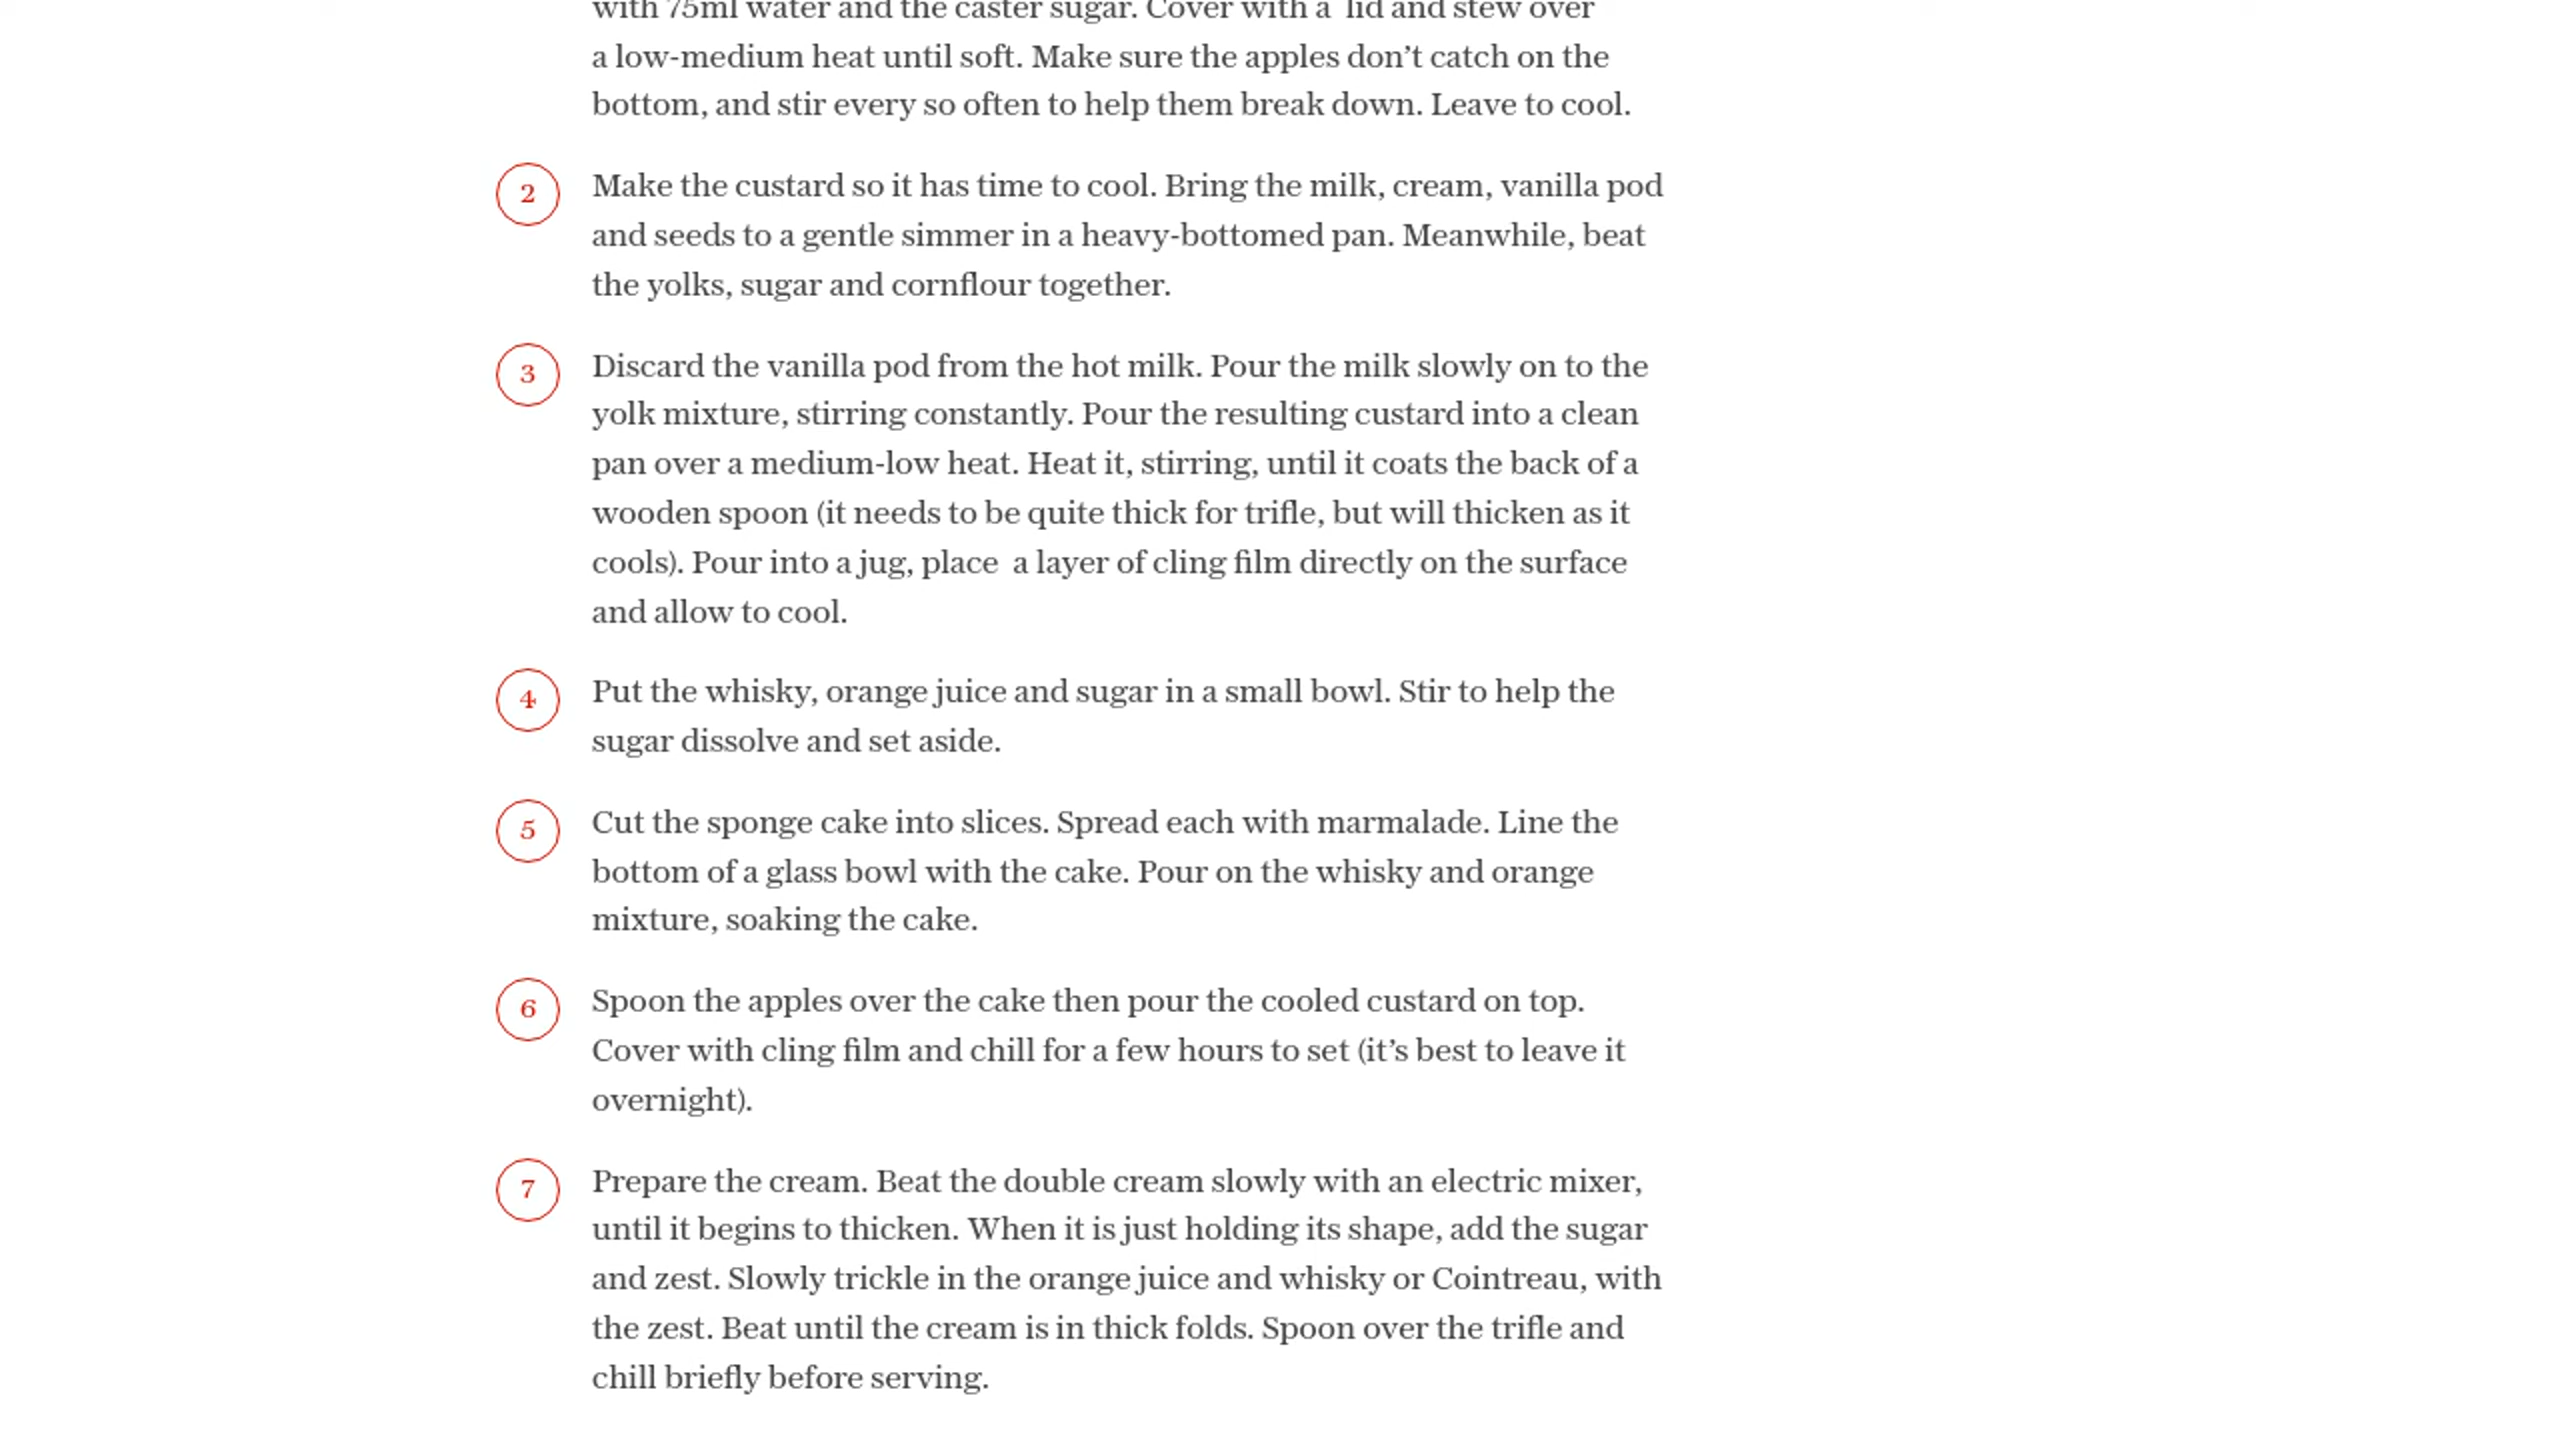 with 75ml water and the caster sugar. Cover with a  lid and stew over
a low-medium heat until soft. Make sure the apples don’t catch on the
bottom, and stir every so often to help them break down. Leave to cool.
2
Make the custard so it has time to cool. Bring the milk, cream, vanilla pod
and seeds to a gentle simmer in a heavy-bottomed pan. Meanwhile, beat
the yolks, sugar and cornflour together.
3
Discard the vanilla pod from the hot milk. Pour the milk slowly on to the
yolk mixture, stirring constantly. Pour the resulting custard into a clean
pan over a medium-low heat. Heat it, stirring, until it coats the back of a
wooden spoon (it needs to be quite thick for trifle, but will thicken as it
cools). Pour into a jug, place  a layer of cling film directly on the surface
and allow to cool.
4
Put the whisky, orange juice and sugar in a small bowl. Stir to help the
sugar dissolve and set aside.
5
Cut the sponge cake into slices. Spread each with marmalade. Line the
bottom of a glass bowl with the cake. Pour on the whisky and orange
mixture, soaking the cake.
6
Spoon the apples over the cake then pour the cooled custard on top.
Cover with cling film and chill for a few hours to set (it’s best to leave it
overnight).
7
Prepare the cream. Beat the double cream slowly with an electric mixer,
until it begins to thicken. When it is just holding its shape, add the sugar
and zest. Slowly trickle in the orange juice and whisky or Cointreau, with
the zest. Beat until the cream is in thick folds. Spoon over the trifle and
chill briefly before serving.